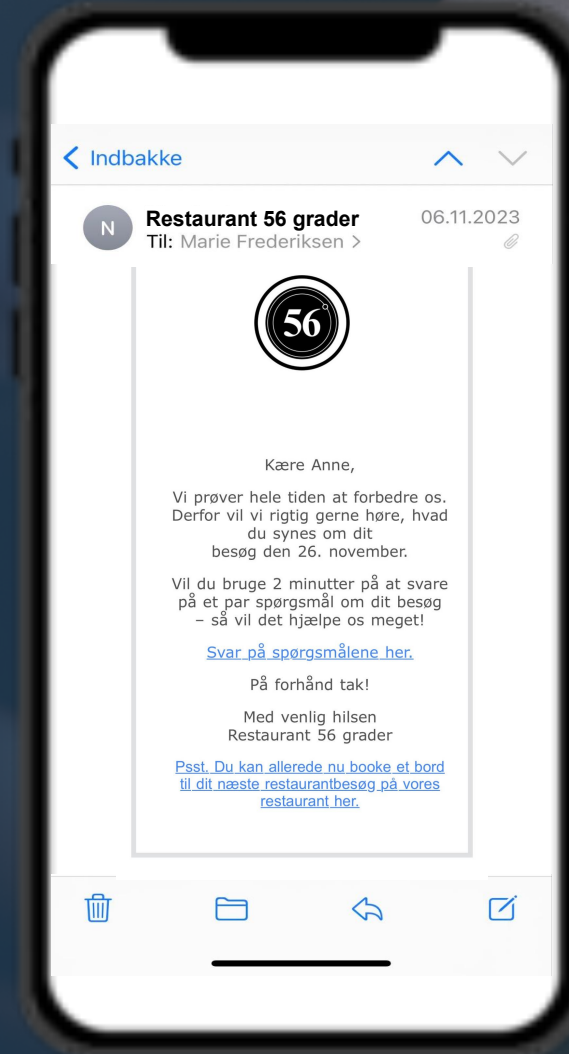 Indbakke
N
Restaurant 56 grader
06.11.2023
Til: Marie Frederiksen >
56°
Kære Anne,
Vi prøver hele tiden at forbedre os.
Derfor vil vi rigtig gerne høre, hvad
du synes om dit
besøg den 26. november.
Vil du bruge 2 minutter på at svare
på et par spørgsmål om dit besøg
– så vil det hjælpe os meget!
Svar på spørgsmålene her.
På forhånd tak!
Med venlig hilsen
Restaurant 56 grader
Psst. Du kan allerede nu booke et bord
til dit næste restaurantbesøg på vores
restaurant her.